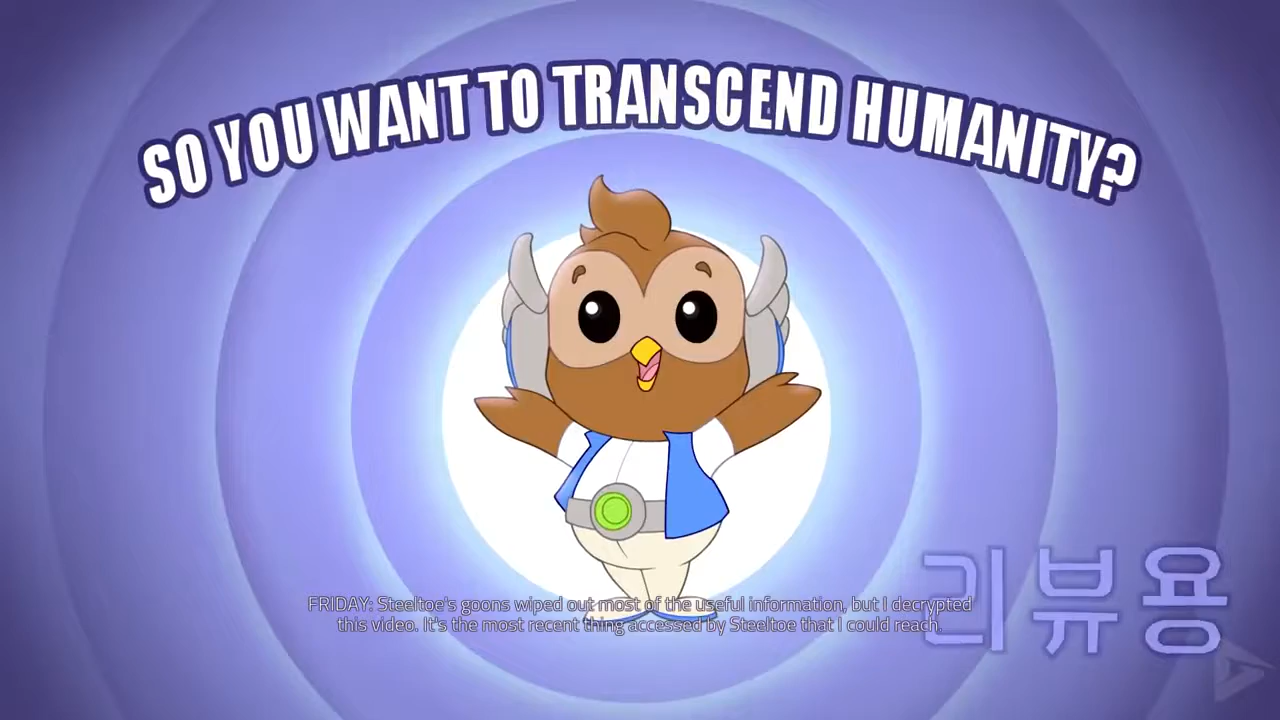 SO YOU WANT TO TRANSCEND HUMANITY?
FRIDAY: Steeltoe's goons wiped out most of the useful information, but I decrypted
this video. It's the most recent thing accessed by Steeltoe that I could reach.
리뷰용